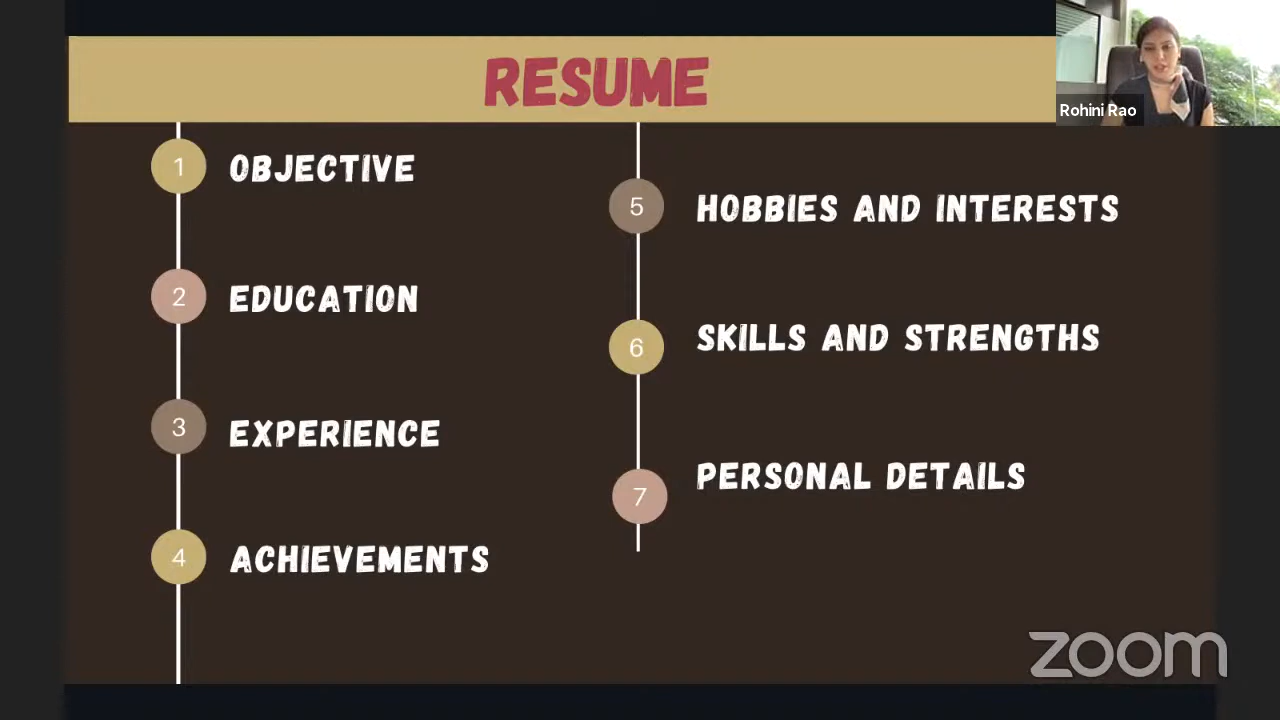 RESUME
Rohini Rao
1 OBJECTIVE
2 EDUCATION
3 EXPERIENCE
4 ACHIEVEMENTS
5 HOBBIES AND INTERESTS
6 SKILLS AND STRENGTHS
7 PERSONAL DETAILS
zoom